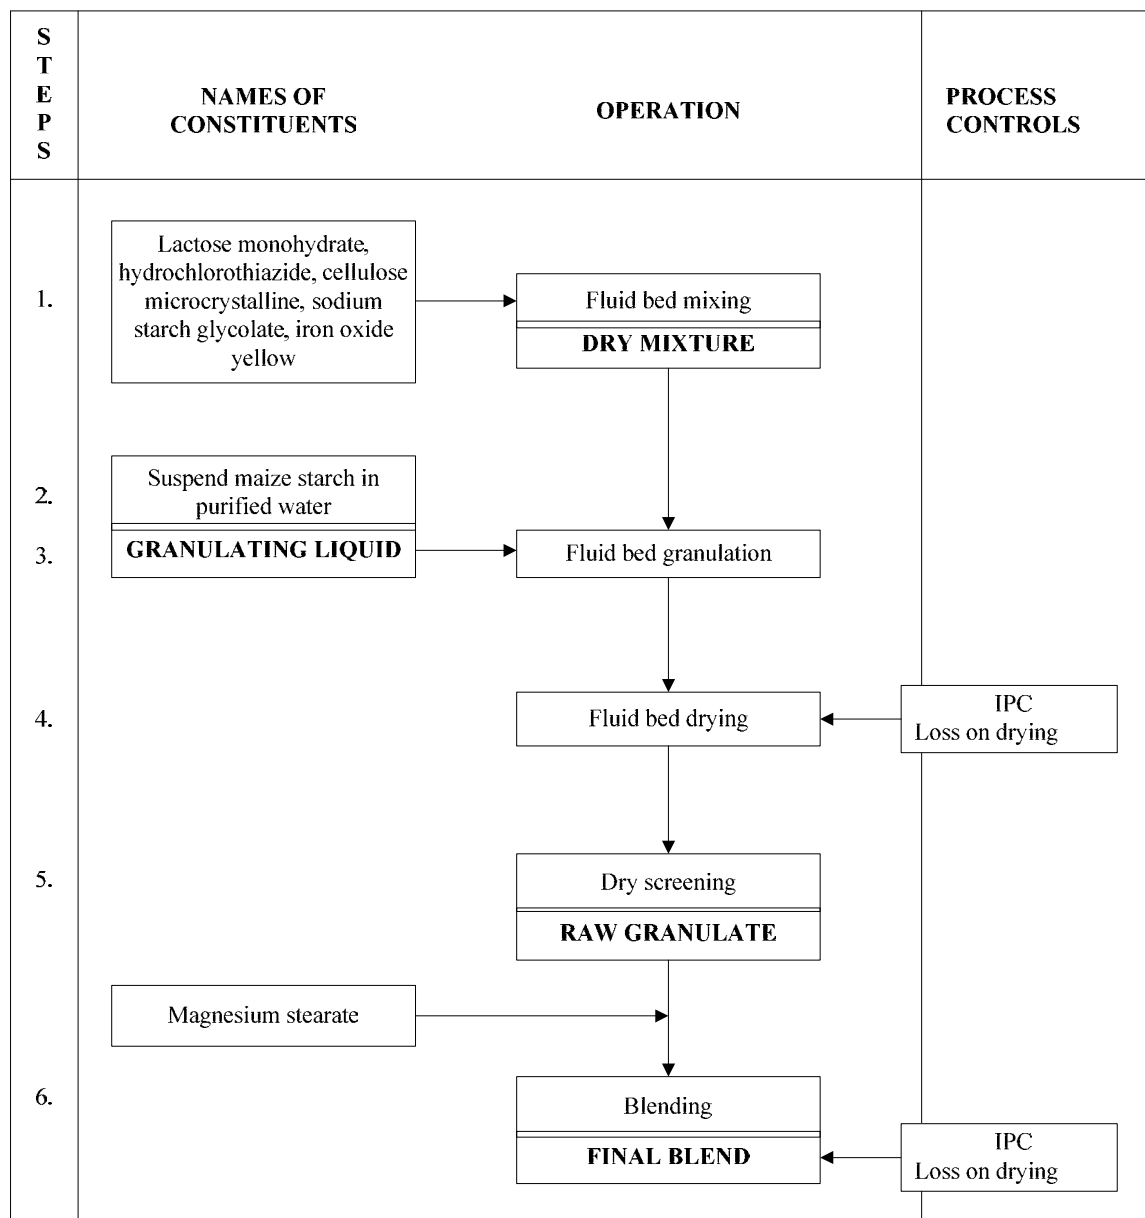 S
T
E
P
S
NAMES OF
CONSTITUENTS
OPERATION
PROCESS
CONTROLS
1.
Lactose monohydrate,
hydrochlorothiazide, cellulose
microcrystalline, sodium
starch glycolate, iron oxide
yellow
Fluid bed mixing
DRY MIXTURE
2.
Suspend maize starch in
purified water
3.
GRANULATING LIQUID
Fluid bed granulation
4.
Fluid bed drying
IPC
Loss on drying
5.
Dry screening
RAW GRANULATE
Magnesium stearate
6.
Blending
FINAL BLEND
IPC
Loss on drying